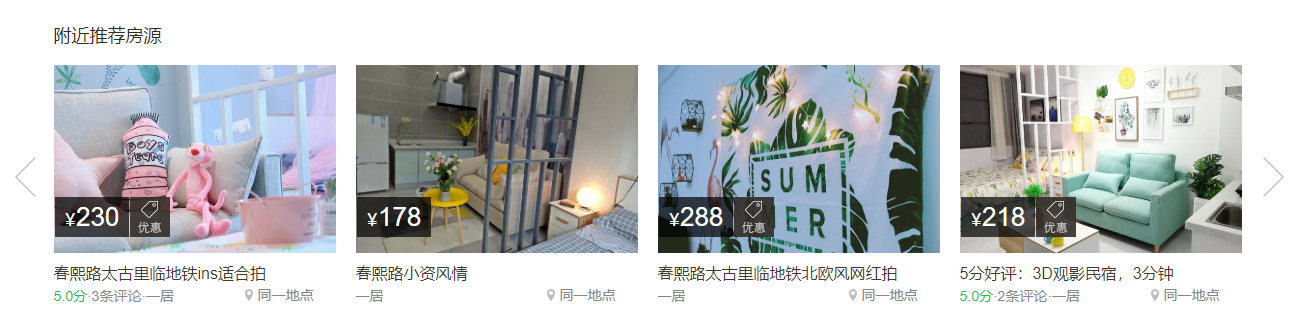 附近推荐房源
Boys
Tears
¥230 优惠
¥178
SUM
MER
¥288 优惠
¥218 优惠
春熙路太古里临地铁ins适合拍
5.0分·3条评论·一居 同一地点
春熙路小资风情
一居 同一地点
春熙路太古里临地铁北欧风网红拍
一居 同一地点
5分好评：3D观影民宿，3分钟
5.0分·2条评论·一居 同一地点